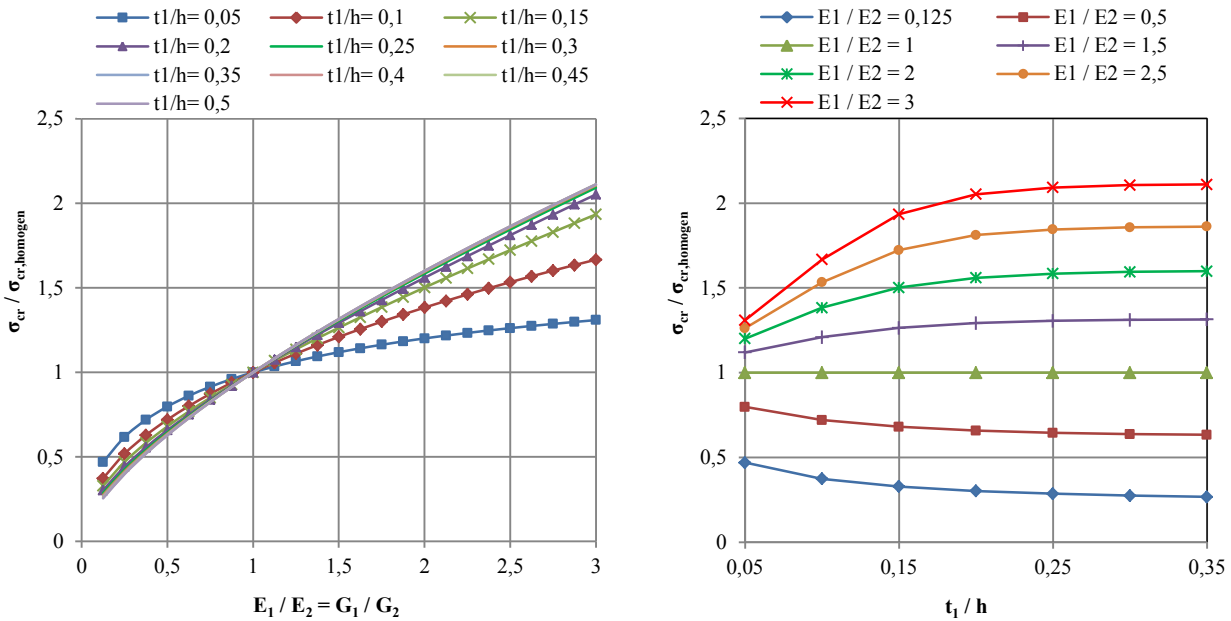 t1/h= 0,05 t1/h= 0,1 t1/h= 0,15
t1/h= 0,2 t1/h= 0,25 t1/h= 0,3
t1/h= 0,35 t1/h= 0,4 t1/h= 0,45
t1/h= 0,5
2,5
2
1,5
1
0,5
0
σcr / σcr,homogen
0 0,5 1 1,5 2 2,5 3
E1 / E2 = G1 / G2
E1 / E2 = 0,125 E1 / E2 = 0,5
E1 / E2 = 1 E1 / E2 = 1,5
E1 / E2 = 2 E1 / E2 = 2,5
E1 / E2 = 3
2,5
2
1,5
1
0,5
0
σcr / σcr,homogen
0,05 0,15 0,25 0,35
t1 / h